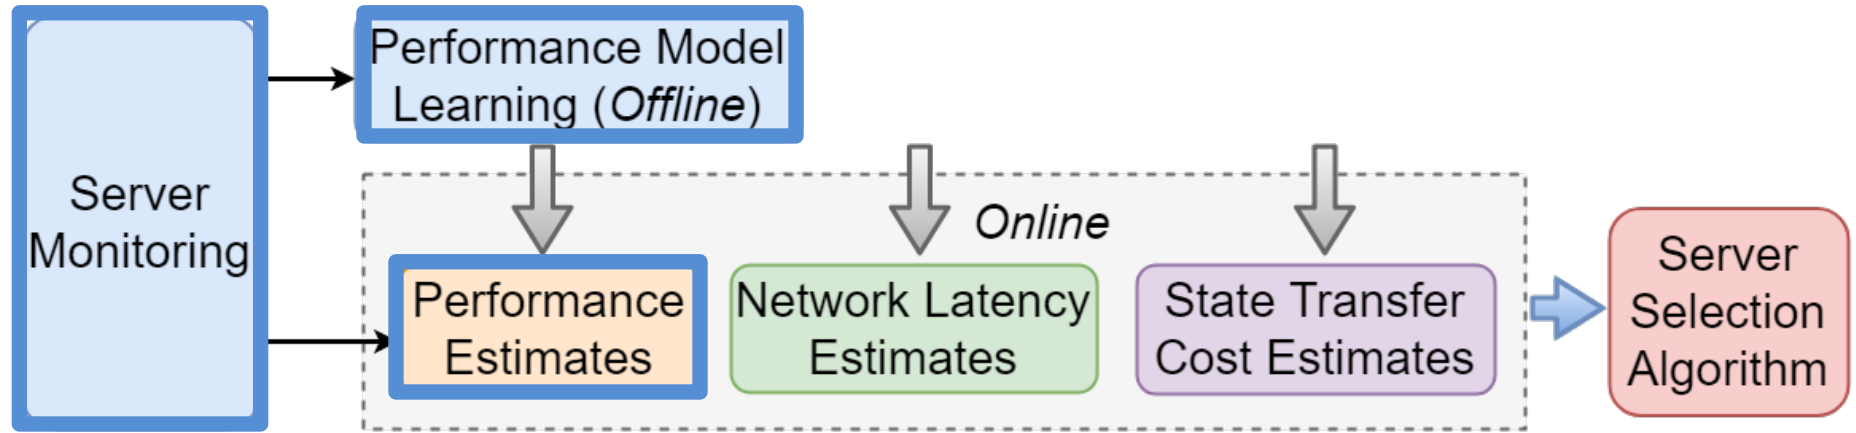 Server
Monitoring
Performance Model
Learning (Offline)
Online
Performance
Estimates
Network Latency
Estimates
State Transfer
Cost Estimates
Server
Selection
Algorithm